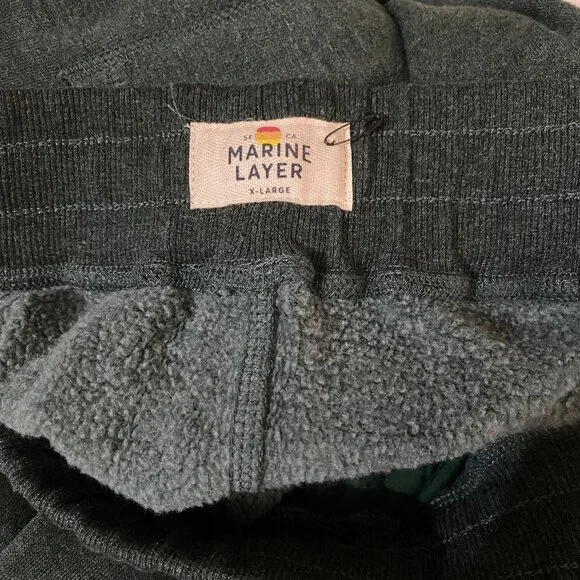 SF CA
MARINE
LAYER
X-LARGE